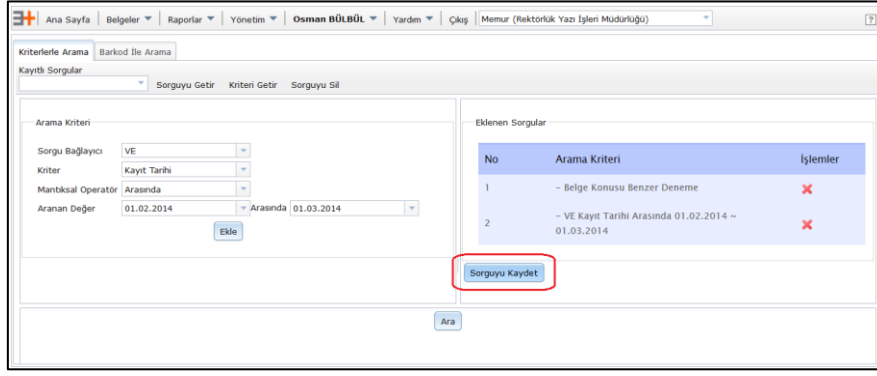 Ana Sayfa Belgeler Raporlar Yönetim Osman BÜLBÜL Yardım Çıkış Memur (Rektörlük Yazı İşleri Müdürlüğü) ?
Kriterlerle Arama Barkod İle Arama
Kayıtlı Sorgular
Sorguyu Getir Kriteri Getir Sorguyu Sil
Arama Kriteri
Sorgu Bağlayıcı VE
Kriter Kayıt Tarihi
Mantıksal Operatör Arasında
Aranan Değer 01.02.2014 Arasında 01.03.2014
Ekle
Eklenen Sorgular
No Arama Kriteri İşlemler
1 - Belge Konusu Benzer Deneme
2 - VE Kayıt Tarihi Arasında 01.02.2014 ~
01.03.2014
Sorguyu Kaydet
Ara